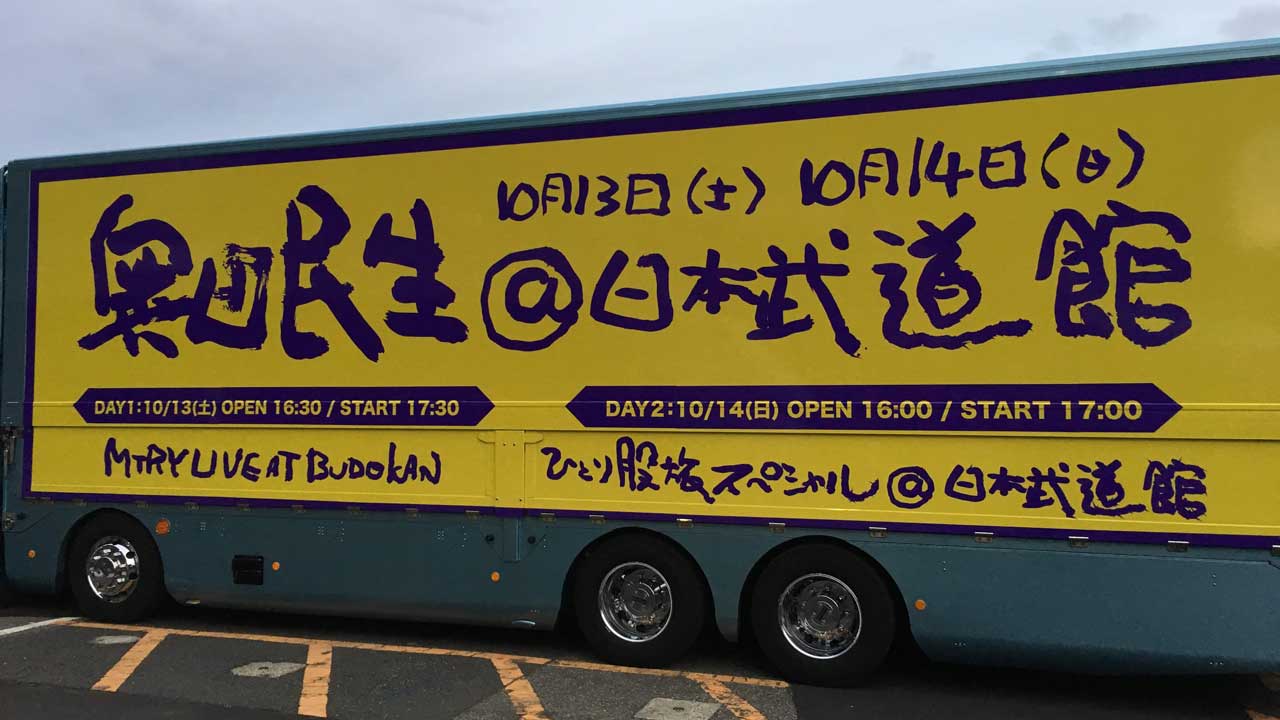 10月13日(土) 10月14日(日)
奥田民生@日本武道館
DAY1:10/13(土) OPEN 16:30 / START 17:30
DAY2:10/14(日) OPEN 16:00 / START 17:00
MTRY LIVE AT BUDOKAN
ひとり股旅スペシャル@日本武道館